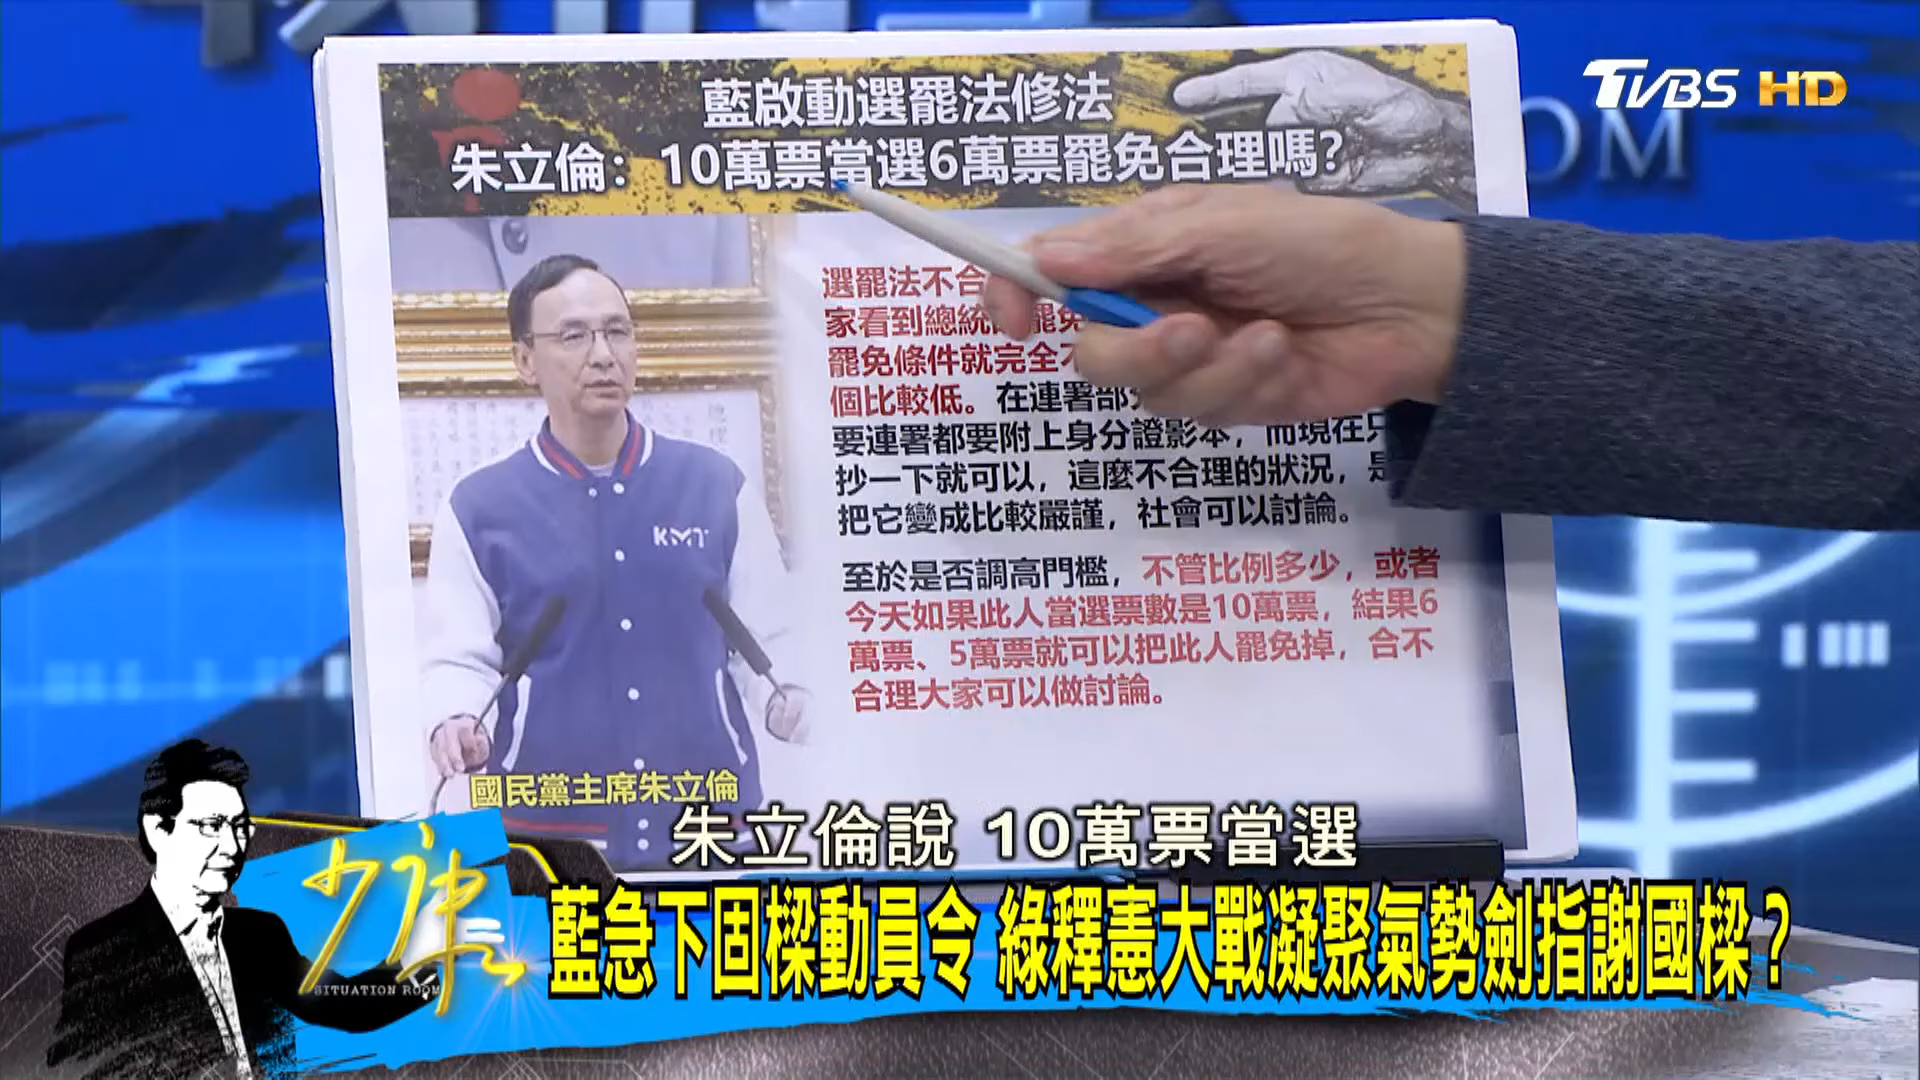 TVBS HD
OM
藍啟動選罷法修法
朱立倫：10萬票當選6萬票罷免合理嗎？
選罷法不合
家看到總統 罷免
罷免條件就完全不
個比較低。在連署部
要連署都要附上身分證影本，而現在只
抄一下就可以，這麼不合理的狀況，是
把它變成比較嚴謹，社會可以討論。
至於是否調高門檻，不管比例多少，或者
今天如果此人當選票數是10萬票，結果6
萬票、5萬票就可以把此人罷免掉，合不
合理大家可以做討論。
KMT
國民黨主席朱立倫
朱立倫說 10萬票當選
少康
SITUATION ROOM
藍急下固樑動員令 綠釋憲大戰凝聚氣勢劍指謝國樑？